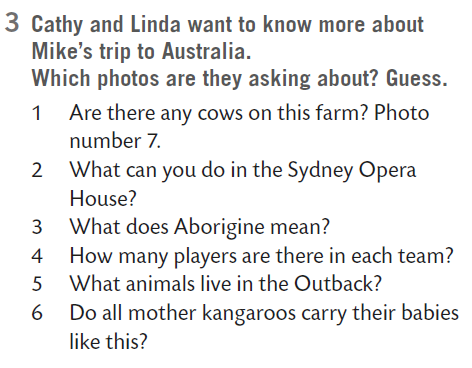 3 Cathy and Linda want to know more about
Mike's trip to Australia.
Which photos are they asking about? Guess.
1 Are there any cows on this farm? Photo
number 7.
2 What can you do in the Sydney Opera
House?
3 What does Aborigine mean?
4 How many players are there in each team?
5 What animals live in the Outback?
6 Do all mother kangaroos carry their babies
like this?